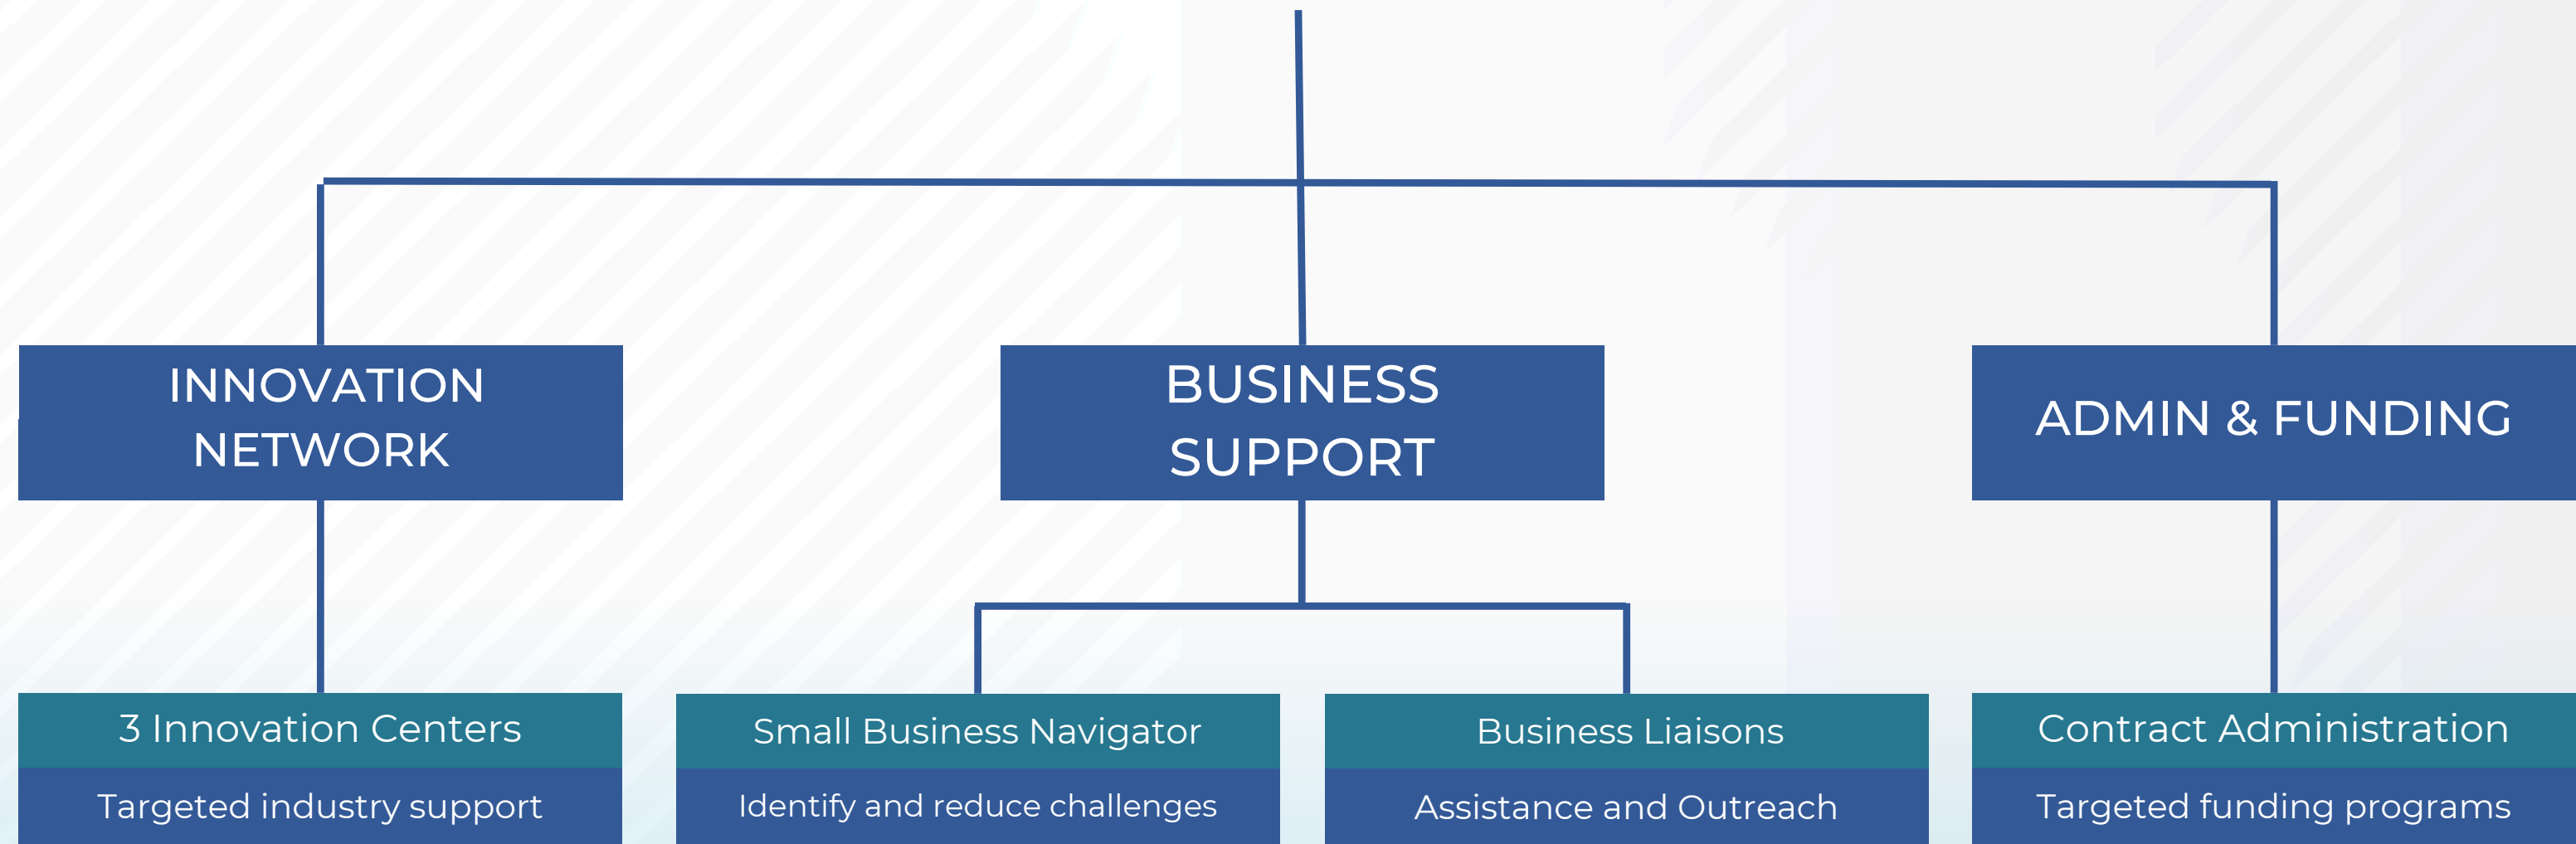 INNOVATION
NETWORK
BUSINESS
SUPPORT
ADMIN & FUNDING
3 Innovation Centers
Targeted industry support
Small Business Navigator
Identify and reduce challenges
Business Liaisons
Assistance and Outreach
Contract Administration
Targeted funding programs